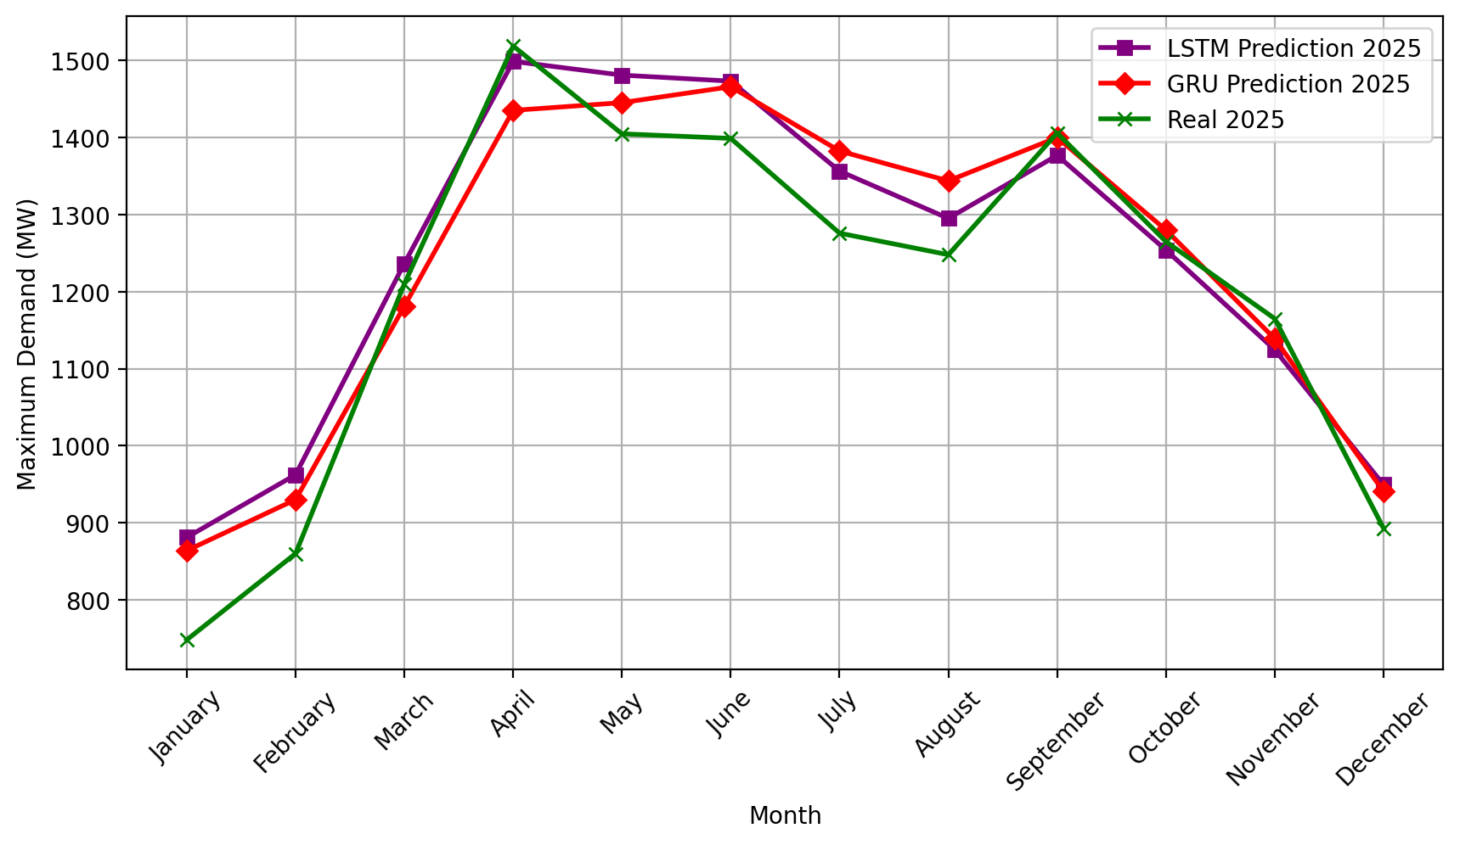 LSTM Prediction 2025
GRU Prediction 2025
Real 2025
Maximum Demand (MW)
1500
1400
1300
1200
1100
1000
900
800
January
February
March
April
May
June
July
August
September
October
November
December
Month